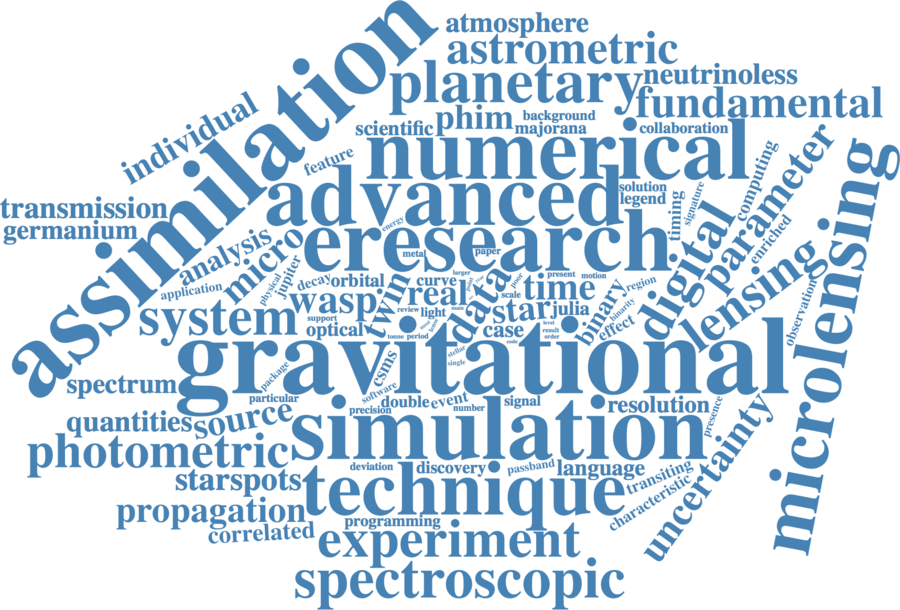 atmosphere
astrometric
planetary
neutrinoless
fundamental
individual
assimilation
phim
background
scientific
majorana
collaboration
feature
numerical
computing
parameter
transmission
germanium
advanced
solution
legend
timing
signature
microlensing
analysis
micro
energy
eresearch
metal
paper
digital
enriched
application
physical
jupiter
decay
orbital
curve
larger
poor
present
motion
region
wasp
twin
real
data
scale
time
binary
binarity
lensing
observation
system
support
optical
review
light
main
star
julia
case
level
result
order
effect
tonne
period
code
stellar
single
gravitational
spectrum
package
csms
software
particular
double
event
signal
resolution
presence
quantities
source
precision
number
simulation
uncertainty
photometric
deviation
discovery
passband
language
transiting
characteristic
starspots
technique
propagation
correlated
programming
experiment
spectroscopic